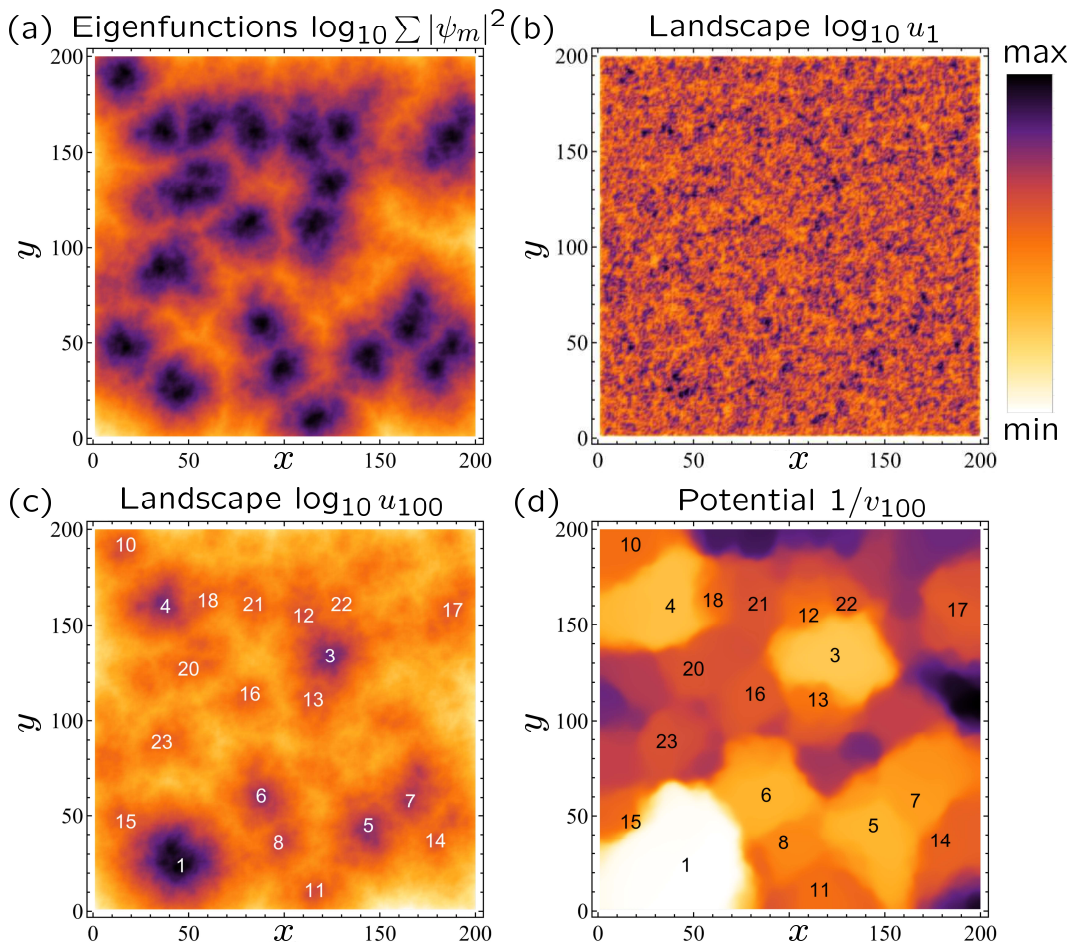 (a) Eigenfunctions log₁₀ ∑ |ψₘ|²
(b) Landscape log₁₀ u₁
max
min
200
150
100
50
0
y
0 50 x 150 200
200
150
100
50
0
y
0 50 x 150 200
(c) Landscape log₁₀ u₁₀₀
(d) Potential 1/v₁₀₀
200
150
100
50
0
y
10
4 18 21 12 22 17
3
20
16 13
23
6 7
15 5
8 14
1
11
0 50 x 150 200
200
150
100
50
0
y
10
4 18 21 12 22 17
3
20
16 13
23
6 7
15 5
8 14
1
11
0 50 x 150 200